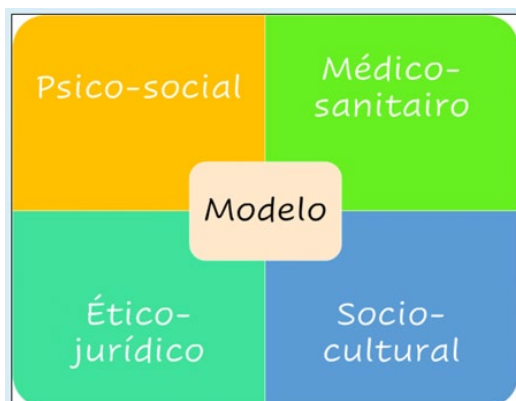 Psico-social
Médico-
sanitairo
Modelo
Ético-
jurídico
Socio-
cultural